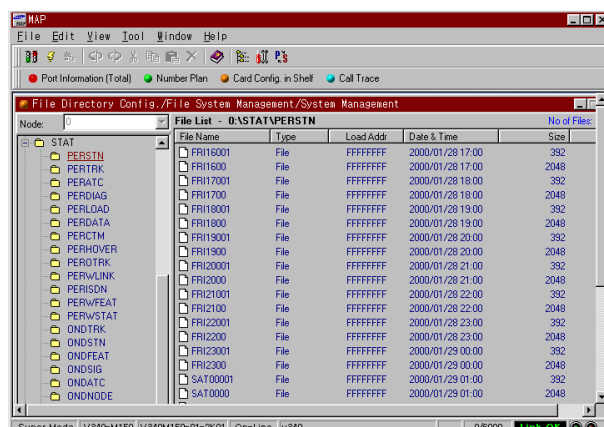 MAP
File Edit View Tool Window Help
Port Information (Total) Number Plan Card Config. in Shelf Call Trace
File Directory Config./File System Management/System Management
Node: 0
File List - 0:\STAT\PERSTN No of Files:
File Name Type Load Addr Date & Time Size
STAT
PERSTN
PERTRK
PERATC
PERDIAG
PERLOAD
PERDATA
PERCTM
PERHOVER
PEROTRK
PERWLINK
PERISDN
PERWFEAT
PERWSTAT
ONDTRK
ONDSTN
ONDFEAT
ONDSIG
ONDATC
ONDNODE
FRI16001 File FFFFFFFF 2000/01/28 17:00 392
FRI1600 File FFFFFFFF 2000/01/28 17:00 2048
FRI17001 File FFFFFFFF 2000/01/28 18:00 392
FRI1700 File FFFFFFFF 2000/01/28 18:00 2048
FRI18001 File FFFFFFFF 2000/01/28 19:00 392
FRI1800 File FFFFFFFF 2000/01/28 19:00 2048
FRI19001 File FFFFFFFF 2000/01/28 20:00 392
FRI1900 File FFFFFFFF 2000/01/28 20:00 2048
FRI20001 File FFFFFFFF 2000/01/28 21:00 392
FRI2000 File FFFFFFFF 2000/01/28 21:00 2048
FRI21001 File FFFFFFFF 2000/01/28 22:00 392
FRI2100 File FFFFFFFF 2000/01/28 22:00 2048
FRI22001 File FFFFFFFF 2000/01/28 23:00 392
FRI2200 File FFFFFFFF 2000/01/28 23:00 2048
FRI23001 File FFFFFFFF 2000/01/29 00:00 392
FRI2300 File FFFFFFFF 2000/01/29 00:00 2048
SAT00001 File FFFFFFFF 2000/01/29 01:00 392
SAT0000 File FFFFFFFF 2000/01/29 01:00 2048
Super Mode On-Line v340 0/6000 Link OK